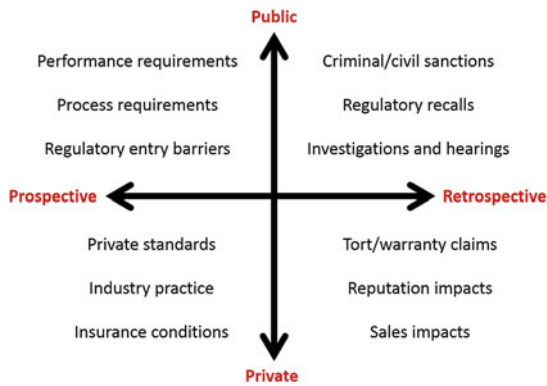 Public
Performance requirements
Criminal/civil sanctions
Process requirements
Regulatory recalls
Regulatory entry barriers
Investigations and hearings
Prospective
Retrospective
Private standards
Tort/warranty claims
Industry practice
Reputation impacts
Insurance conditions
Sales impacts
Private